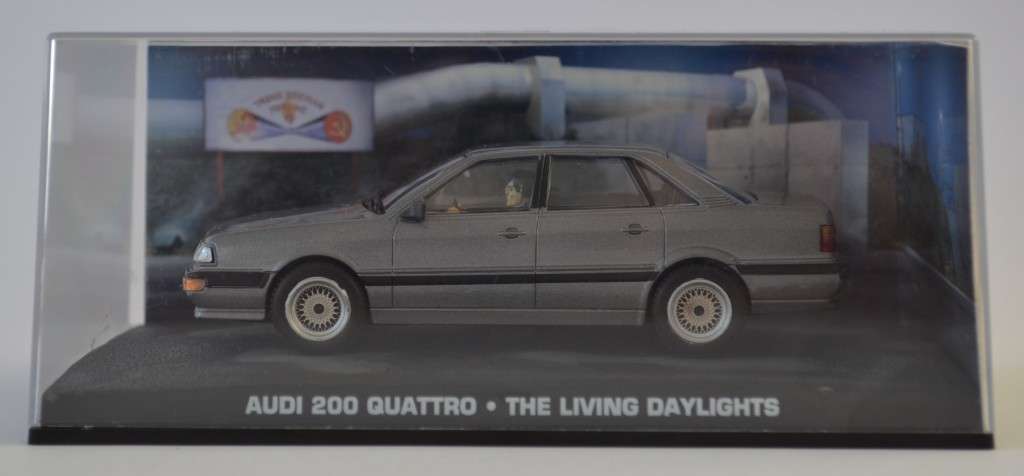 AUDI 200 QUATTRO • THE LIVING DAYLIGHTS